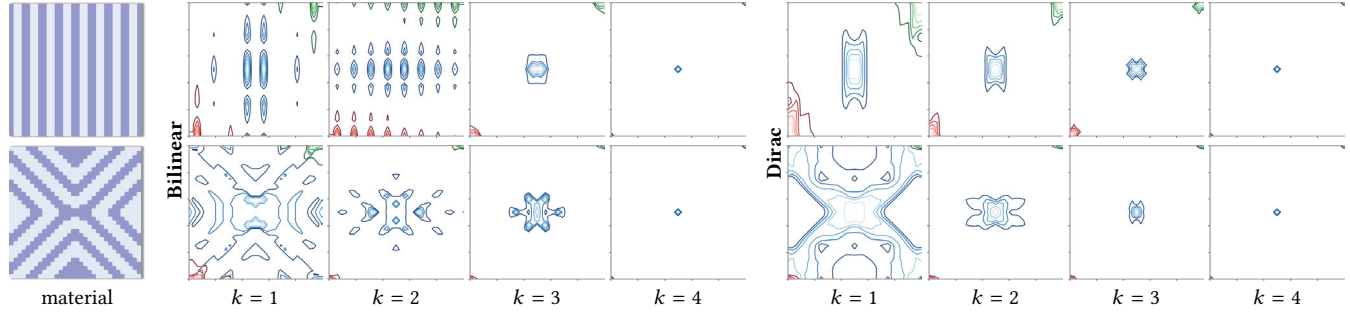 Bilinear
Dirac
material
k = 1
k = 2
k = 3
k = 4
k = 1
k = 2
k = 3
k = 4